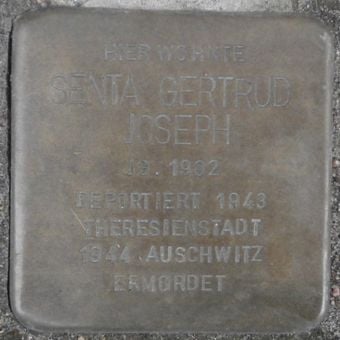 HIER WOHNTE
SENTA GERTRUD
JOSEPH
JG. 1902
DEPORTIERT 1943
THERESIENSTADT
1944 AUSCHWITZ
ERMORDET